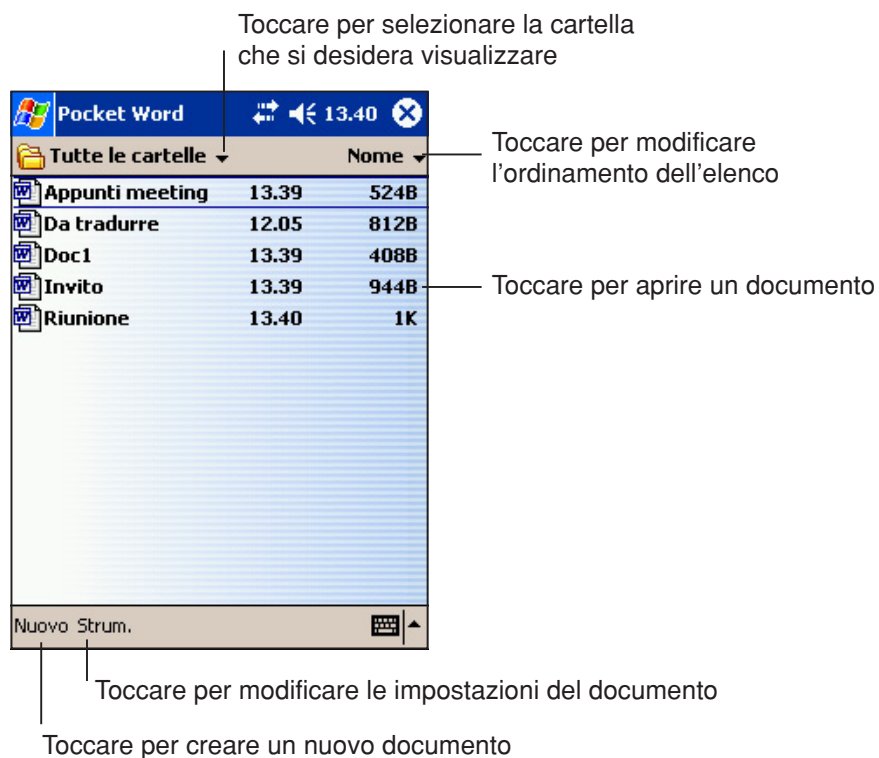 Toccare per selezionare la cartella
che si desidera visualizzare
Pocket Word 13.40
Tutte le cartelle Nome
Toccare per modificare
l'ordinamento dell'elenco
Appunti meeting 13.39 524B
Da tradurre 12.05 812B
Doc1 13.39 408B
Invito 13.39 944B
Toccare per aprire un documento
Riunione 13.40 1K
Nuovo Strum.
Toccare per modificare le impostazioni del documento
Toccare per creare un nuovo documento